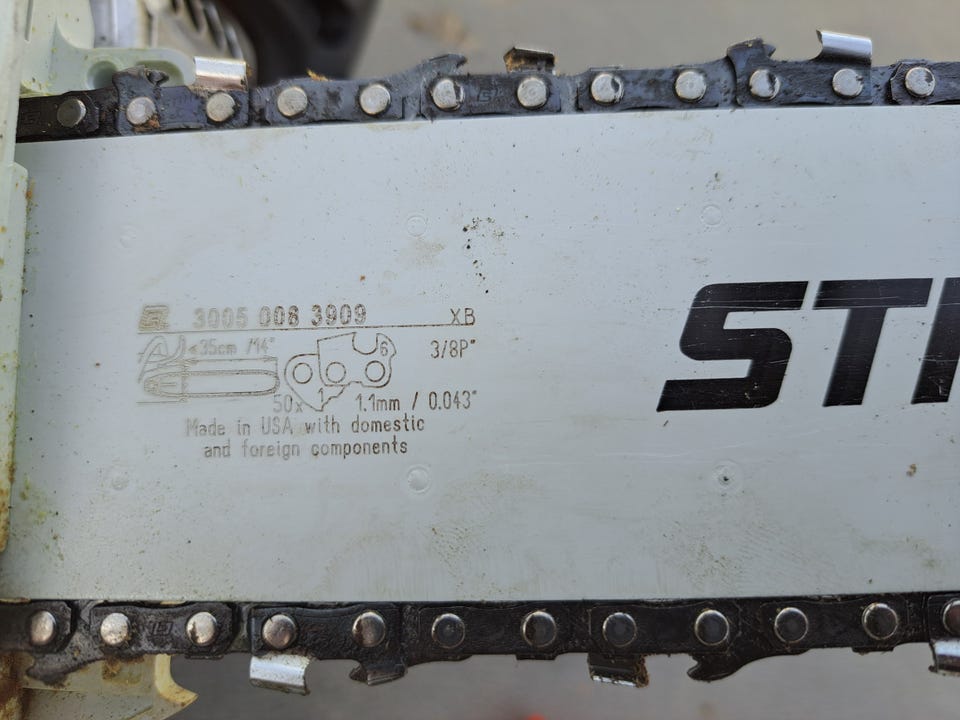 3005 008 3909 XB
≤35cm /14"
6
3/8P"
50x 1 1.1mm / 0.043"
Made in USA with domestic
and foreign components
STI